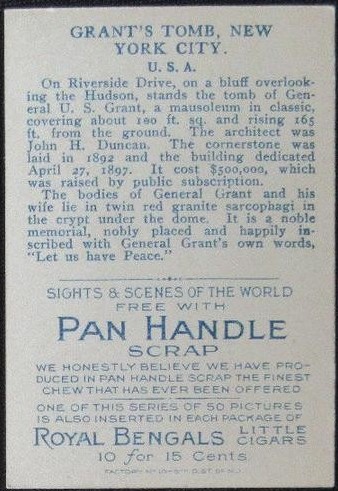 GRANT'S TOMB, NEW
YORK CITY.
U. S. A.
On Riverside Drive, on a bluff overlook-
ing the Hudson, stands the tomb of Gen-
eral U. S. Grant, a mausoleum in classic,
covering about 100 ft. sq. and rising 165
ft. from the ground. The architect was
John H. Duncan. The cornerstone was
laid in 1892 and the building dedicated
April 27, 1897. It cost $500,000, which
was raised by public subscription.
The bodies of General Grant and his
wife lie in twin red granite sarcophagi in
the crypt under the dome. It is a noble
memorial, nobly placed and happily in-
scribed with General Grant's own words,
"Let us have Peace."
SIGHTS & SCENES OF THE WORLD
FREE WITH
PAN HANDLE
SCRAP
WE HONESTLY BELIEVE WE HAVE PRO-
DUCED IN PAN HANDLE SCRAP THE FINEST
CHEW THAT HAS EVER BEEN OFFERED
ONE OF THIS SERIES OF 50 PICTURES
IS ALSO INSERTED IN EACH PACKAGE OF
ROYAL BENGALS LITTLE CIGARS
10 for 15 Cents